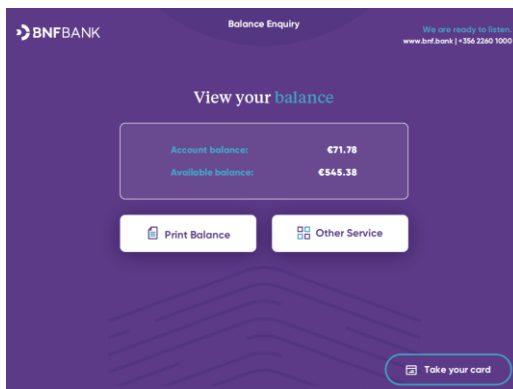 BNFBANK
Balance Enquiry
We are ready to listen.
www.bnf.bank | +356 2260 1000
View your balance
Account balance: €71.78
Available balance: €545.38
Print Balance
Other Service
Take your card